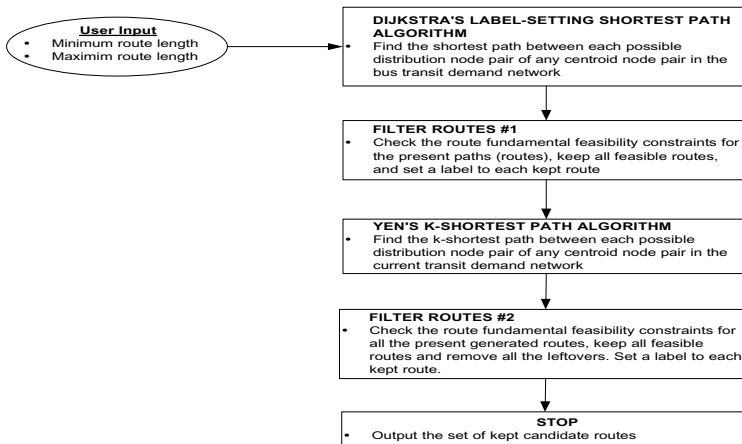 User Input
• Minimum route length
• Maximim route length
DIJKSTRA'S LABEL-SETTING SHORTEST PATH
ALGORITHM
• Find the shortest path between each possible
distribution node pair of any centroid node pair in the
bus transit demand network
FILTER ROUTES #1
• Check the route fundamental feasibility constraints for
the present paths (routes), keep all feasible routes,
and set a label to each kept route
YEN'S K-SHORTEST PATH ALGORITHM
• Find the k-shortest path between each possible
distribution node pair of any centroid node pair in the
current transit demand network
FILTER ROUTES #2
• Check the route fundamental feasibility constraints for
all the present generated routes, keep all feasible
routes and remove all the leftovers. Set a label to each
kept route.
STOP
• Output the set of kept candidate routes